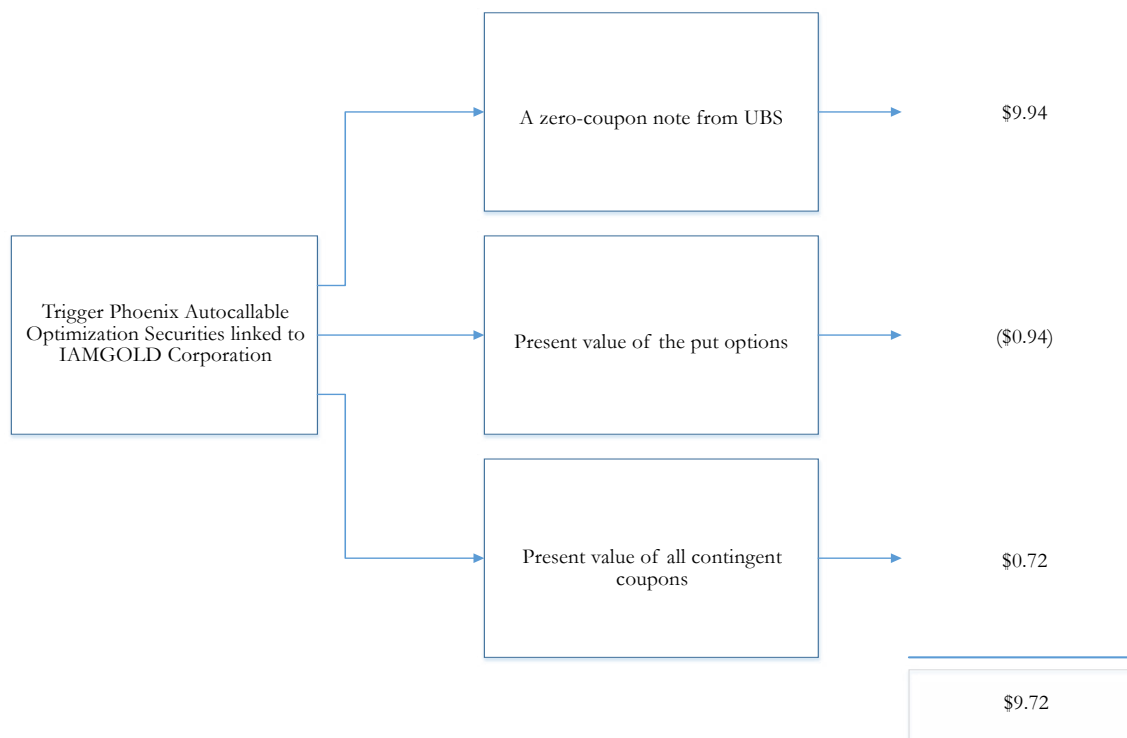 A zero-coupon note from UBS
$9.94
Trigger Phoenix Autocallable
Optimization Securities linked to
IAMGOLD Corporation
Present value of the put options
($0.94)
Present value of all contingent
coupons
$0.72
$9.72